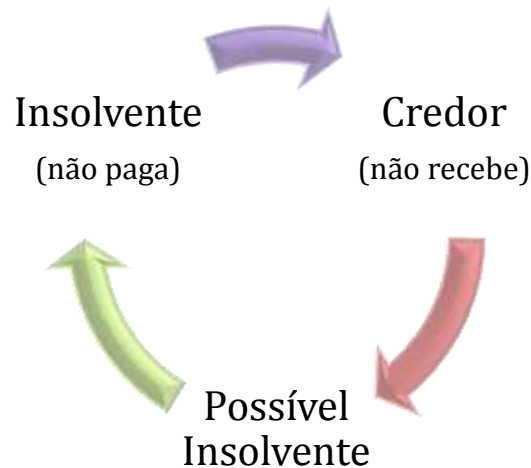 Insolvente
(não paga)
Credor
(não recebe)
Possível
Insolvente